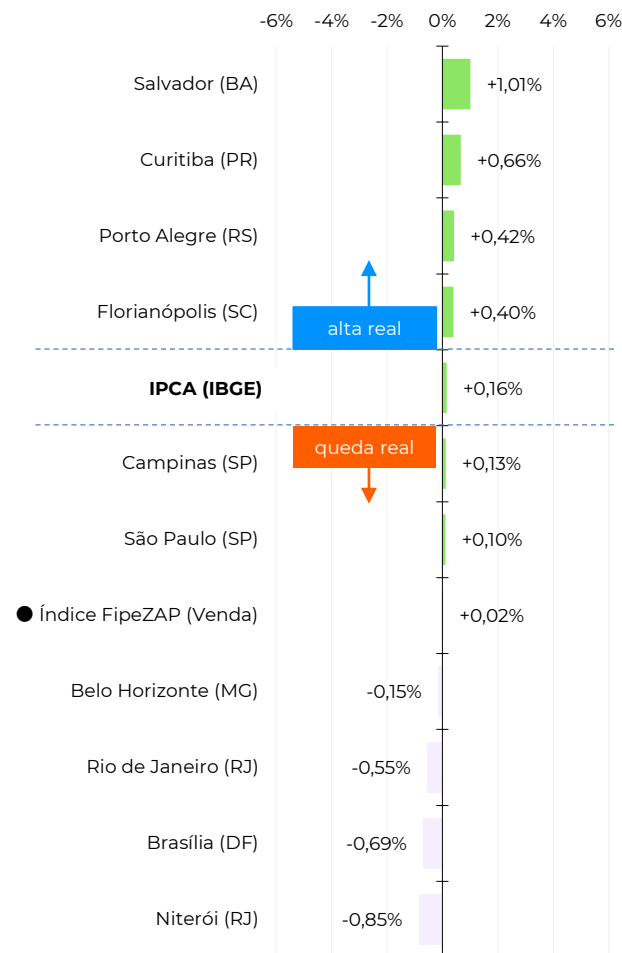 -6% -4% -2% 0% 2% 4% 6%
Salvador (BA) +1,01%
Curitiba (PR) +0,66%
Porto Alegre (RS) +0,42%
Florianópolis (SC) +0,40%
alta real
IPCA (IBGE) +0,16%
queda real
Campinas (SP) +0,13%
São Paulo (SP) +0,10%
Índice FipeZAP (Venda) +0,02%
Belo Horizonte (MG) -0,15%
Rio de Janeiro (RJ) -0,55%
Brasília (DF) -0,69%
Niterói (RJ) -0,85%